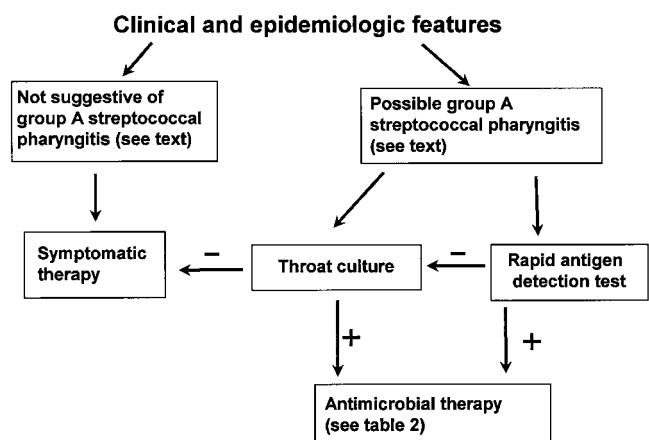 Clinical and epidemiologic features
Not suggestive of
group A streptococcal
pharyngitis (see text)
Possible group A
streptococcal pharyngitis
(see text)
Symptomatic
therapy
–
Throat culture
–
Rapid antigen
detection test
+
+
Antimicrobial therapy
(see table 2)